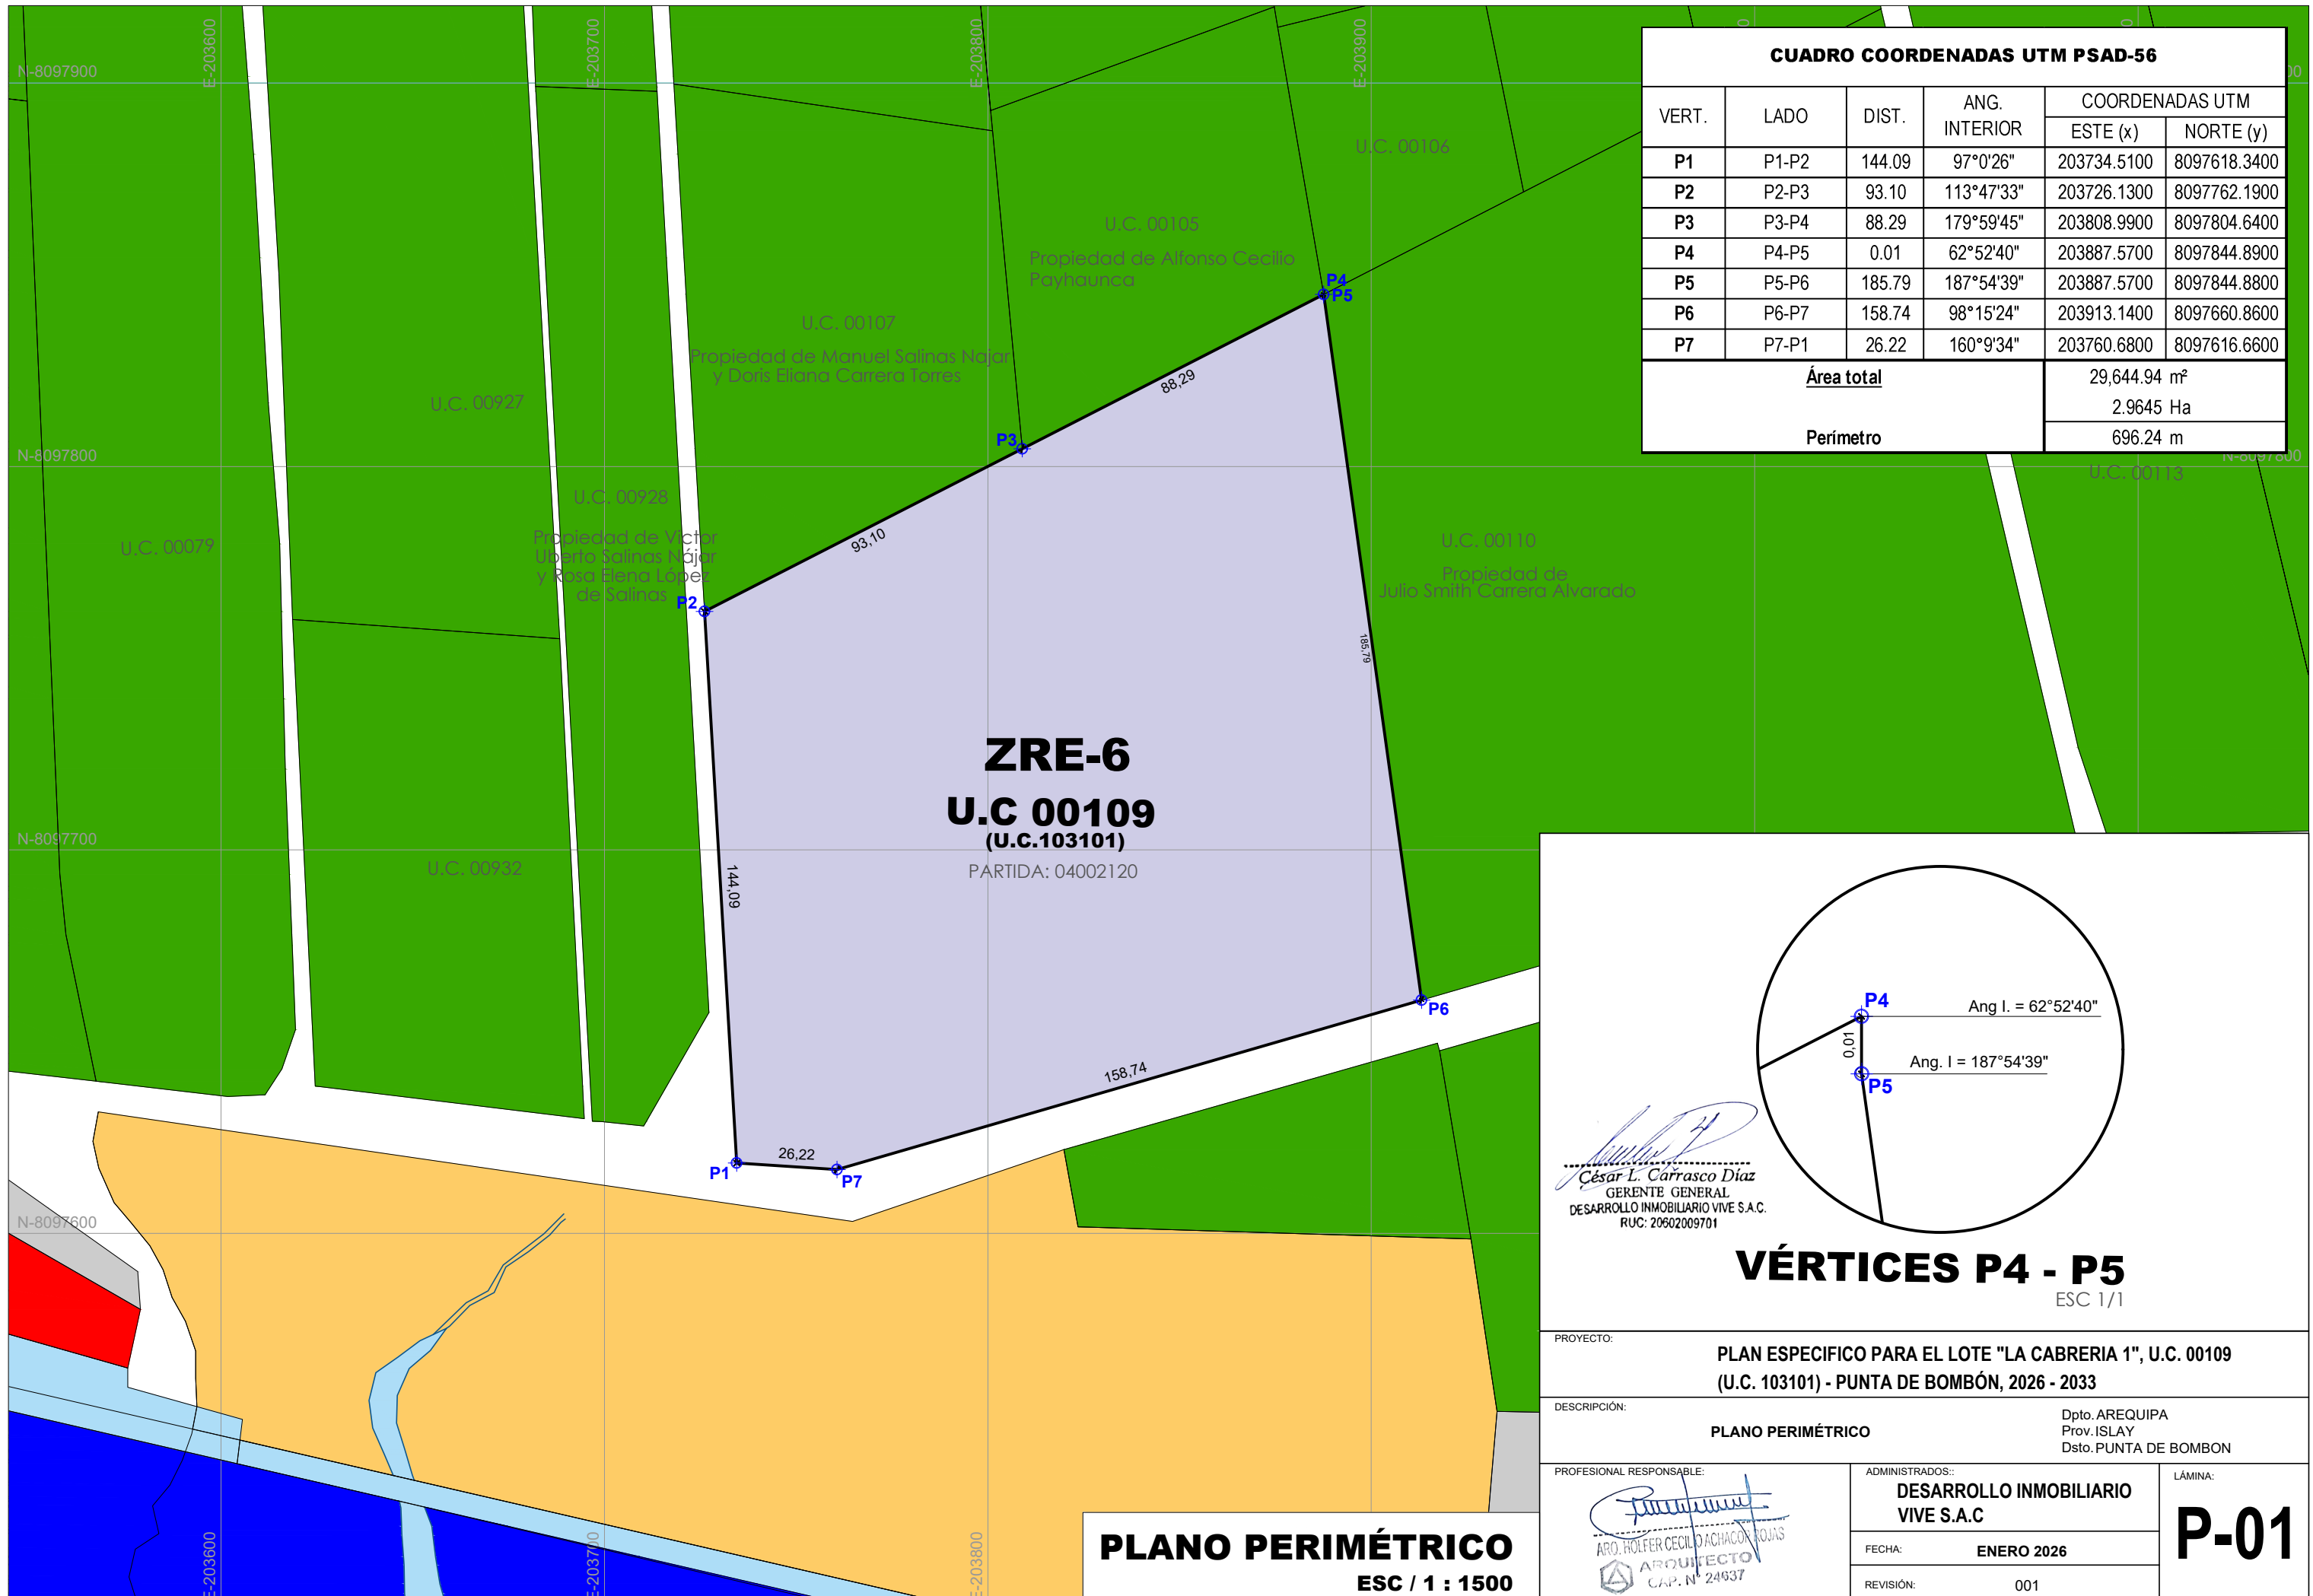 E-203600
E-203700
E-203800
E-203900
N-8097900
N-8097800
N-8097700
N-8097600
E-203600
E-203700
E-203800
N-8097800
CUADRO COORDENADAS UTM PSAD-56
VERT. LADO DIST. ANG. INTERIOR COORDENADAS UTM
ESTE (x) NORTE (y)
P1 P1-P2 144.09 97°0'26" 203734.5100 8097618.3400
P2 P2-P3 93.10 113°47'33" 203726.1300 8097762.1900
P3 P3-P4 88.29 179°59'45" 203808.9900 8097804.6400
P4 P4-P5 0.01 62°52'40" 203887.5700 8097844.8900
P5 P5-P6 185.79 187°54'39" 203887.5700 8097844.8800
P6 P6-P7 158.74 98°15'24" 203913.1400 8097660.8600
P7 P7-P1 26.22 160°9'34" 203760.6800 8097616.6600
Área total 29,644.94 m²
2.9645 Ha
Perímetro 696.24 m
U.C. 00106
U.C. 00105
Propiedad de Alfonso Cecilio
Payhaunca
U.C. 00107
Propiedad de Manuel Salinas Najar
y Doris Eliana Carrera Torres
U.C. 00927
U.C. 00928
Propiedad de Victor
Uberto Salinas Nájar
y Rosa Elena López
de Salinas
U.C. 00079
U.C. 00932
U.C. 00110
Propiedad de
Julio Smith Carrera Alvarado
U.C. 00113
P4
P5
P3
P2
P6
P1
P7
88,29
93,10
185,79
144,09
158,74
26,22
ZRE-6
U.C 00109
(U.C.103101)
PARTIDA: 04002120
P4
Ang I. = 62°52'40"
0,01
Ang. I = 187°54'39"
P5
César L. Carrasco Díaz
GERENTE GENERAL
DESARROLLO INMOBILIARIO VIVE S.A.C.
RUC: 20602009701
VÉRTICES P4 - P5
ESC 1/1
PROYECTO:
PLAN ESPECIFICO PARA EL LOTE "LA CABRERIA 1", U.C. 00109
(U.C. 103101) - PUNTA DE BOMBÓN, 2026 - 2033
DESCRIPCIÓN:
PLANO PERIMÉTRICO
Dpto. AREQUIPA
Prov. ISLAY
Dsto. PUNTA DE BOMBON
PROFESIONAL RESPONSABLE:
ARQ. HOLFER CECILIO ACHACON ROJAS
ARQUITECTO
CAP. N° 24637
ADMINISTRADOS::
DESARROLLO INMOBILIARIO
VIVE S.A.C
FECHA: ENERO 2026
REVISIÓN: 001
LÁMINA:
P-01
PLANO PERIMÉTRICO
ESC / 1 : 1500